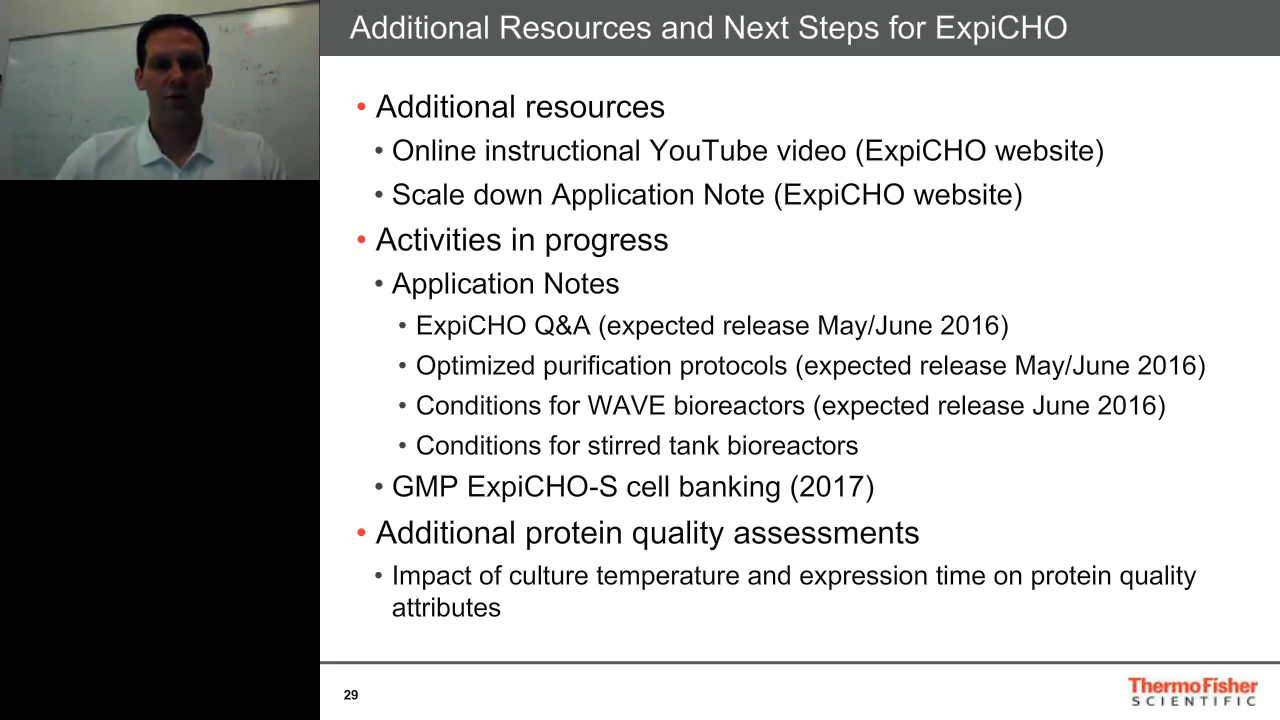 Additional Resources and Next Steps for ExpiCHO
• Additional resources
• Online instructional YouTube video (ExpiCHO website)
• Scale down Application Note (ExpiCHO website)
• Activities in progress
• Application Notes
• ExpiCHO Q&A (expected release May/June 2016)
• Optimized purification protocols (expected release May/June 2016)
• Conditions for WAVE bioreactors (expected release June 2016)
• Conditions for stirred tank bioreactors
• GMP ExpiCHO-S cell banking (2017)
• Additional protein quality assessments
• Impact of culture temperature and expression time on protein quality
attributes
29
ThermoFisher
SCIENTIFIC